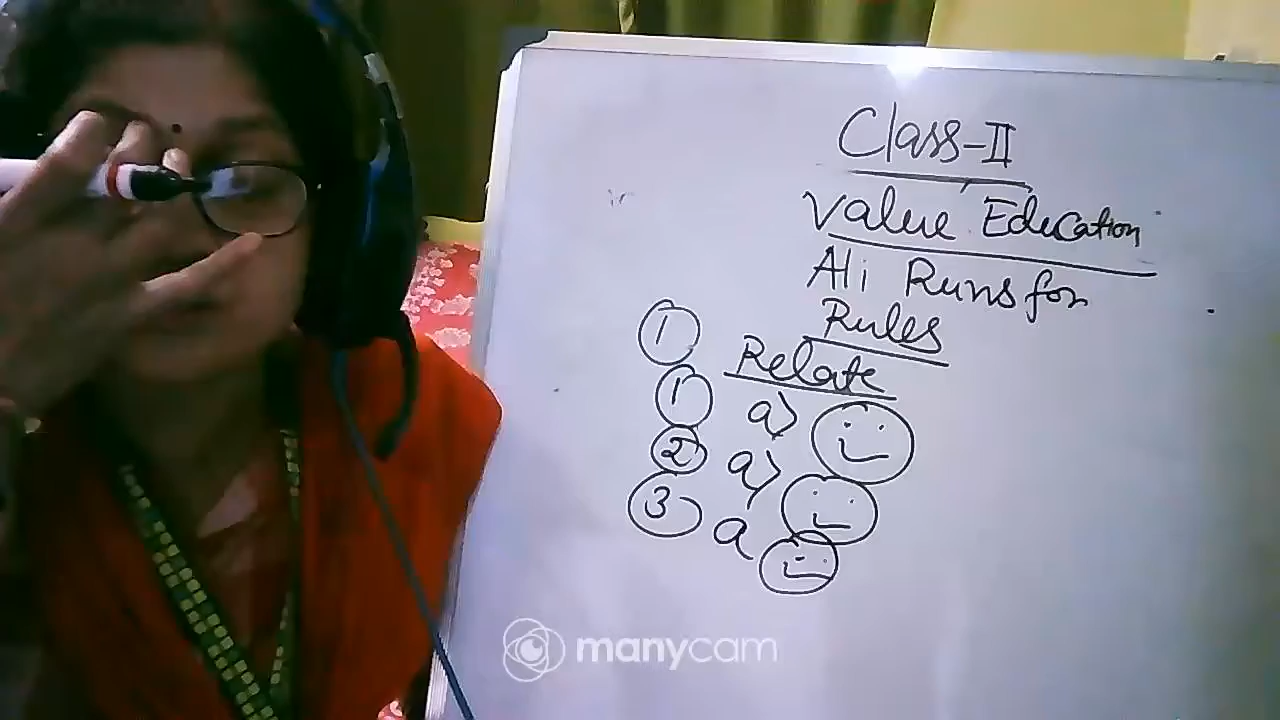 Class-II
Value Education
Ali Runs for
Rules
1
Relate
1 a)
2 a)
3 a
manycam